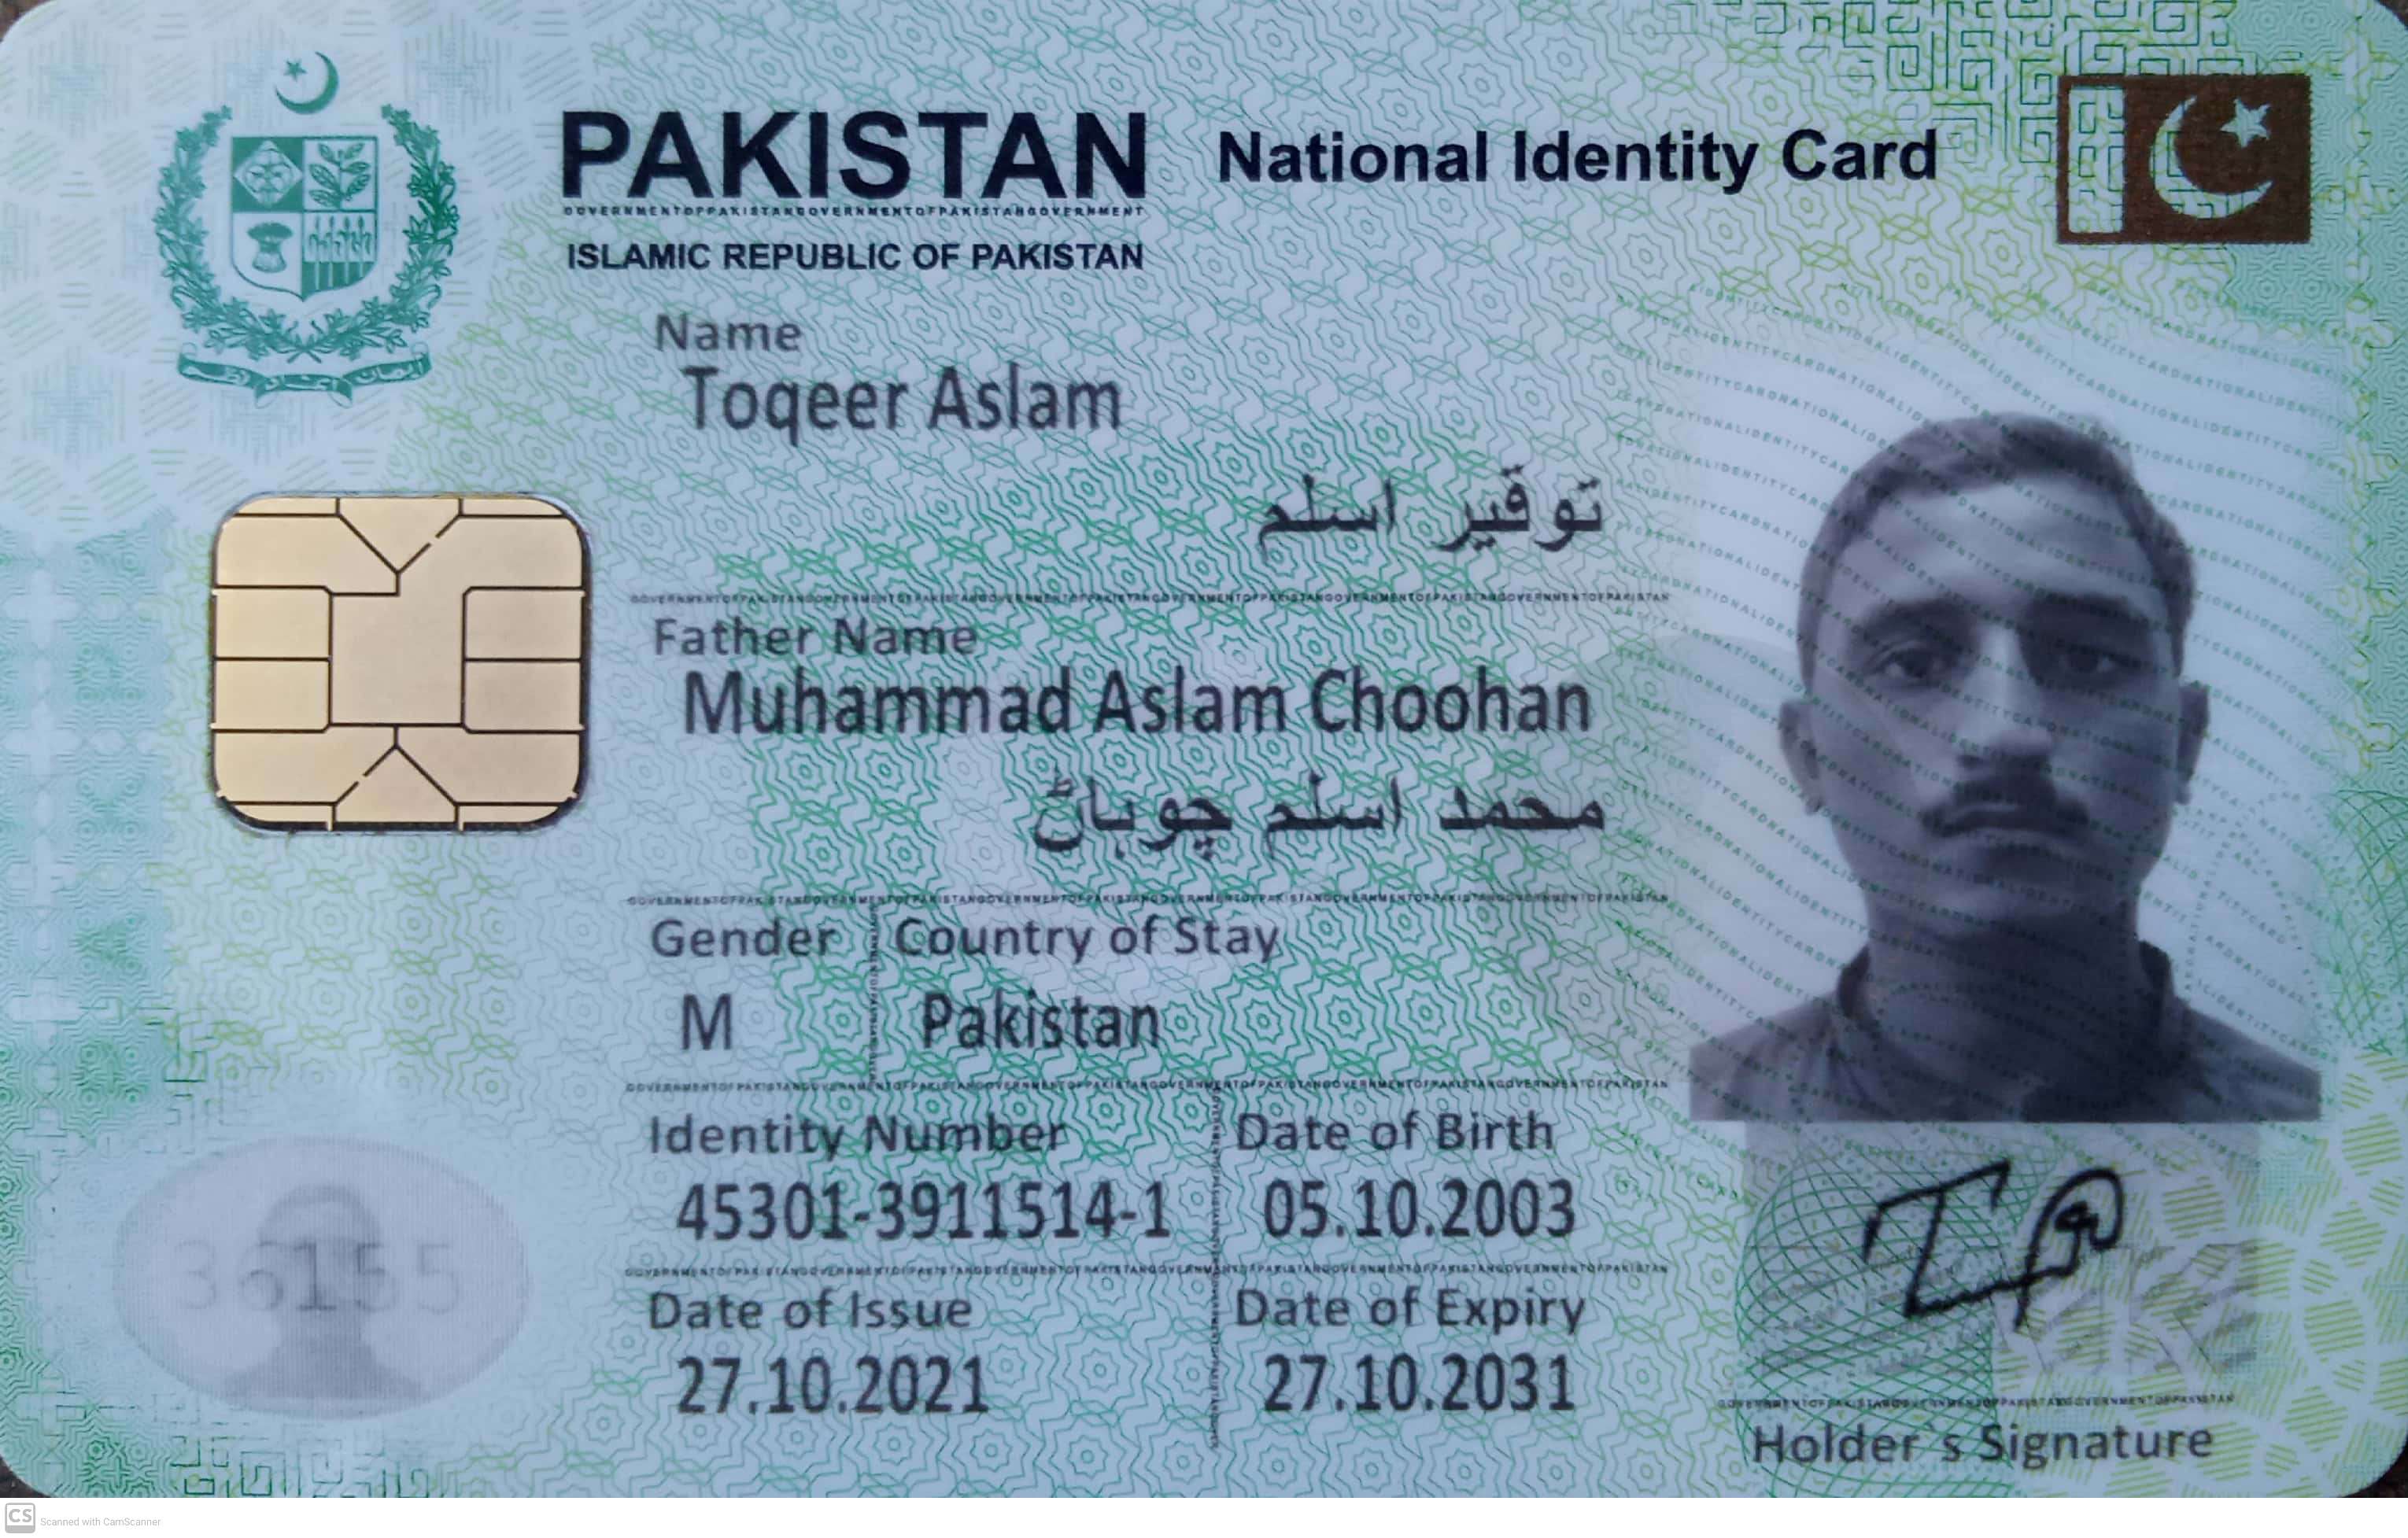 PAKISTAN National Identity Card
ISLAMIC REPUBLIC OF PAKISTAN
Name
Toqeer Aslam
توقیر اسلم
Father Name
Muhammad Aslam Choohan
محمد اسلم چوہاڻ
Gender Country of Stay
M Pakistan
Identity Number Date of Birth
45301-3911514-1 05.10.2003
Date of Issue Date of Expiry
27.10.2021 27.10.2031
36155
Holder`s Signature
CS Scanned with CamScanner